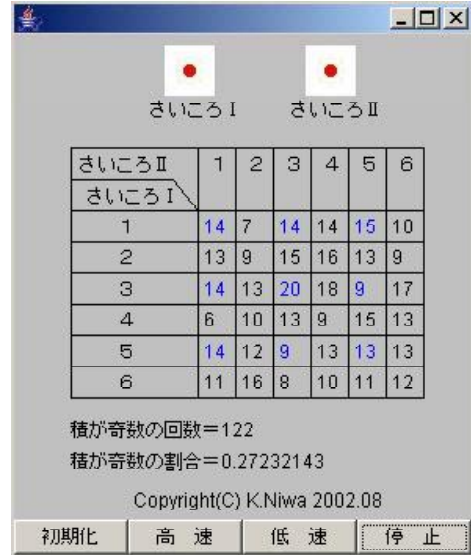 さいころⅠ さいころⅡ
さいころⅡ 1 2 3 4 5 6
さいころⅠ
1 14 7 14 14 15 10
2 13 9 15 16 13 9
3 14 13 20 18 9 17
4 6 10 13 9 15 13
5 14 12 9 13 13 13
6 11 16 8 10 11 12
積が奇数の回数＝122
積が奇数の割合＝0.27232143
Copyright(C) K.Niwa 2002.08
初期化 高 速 低 速 停 止